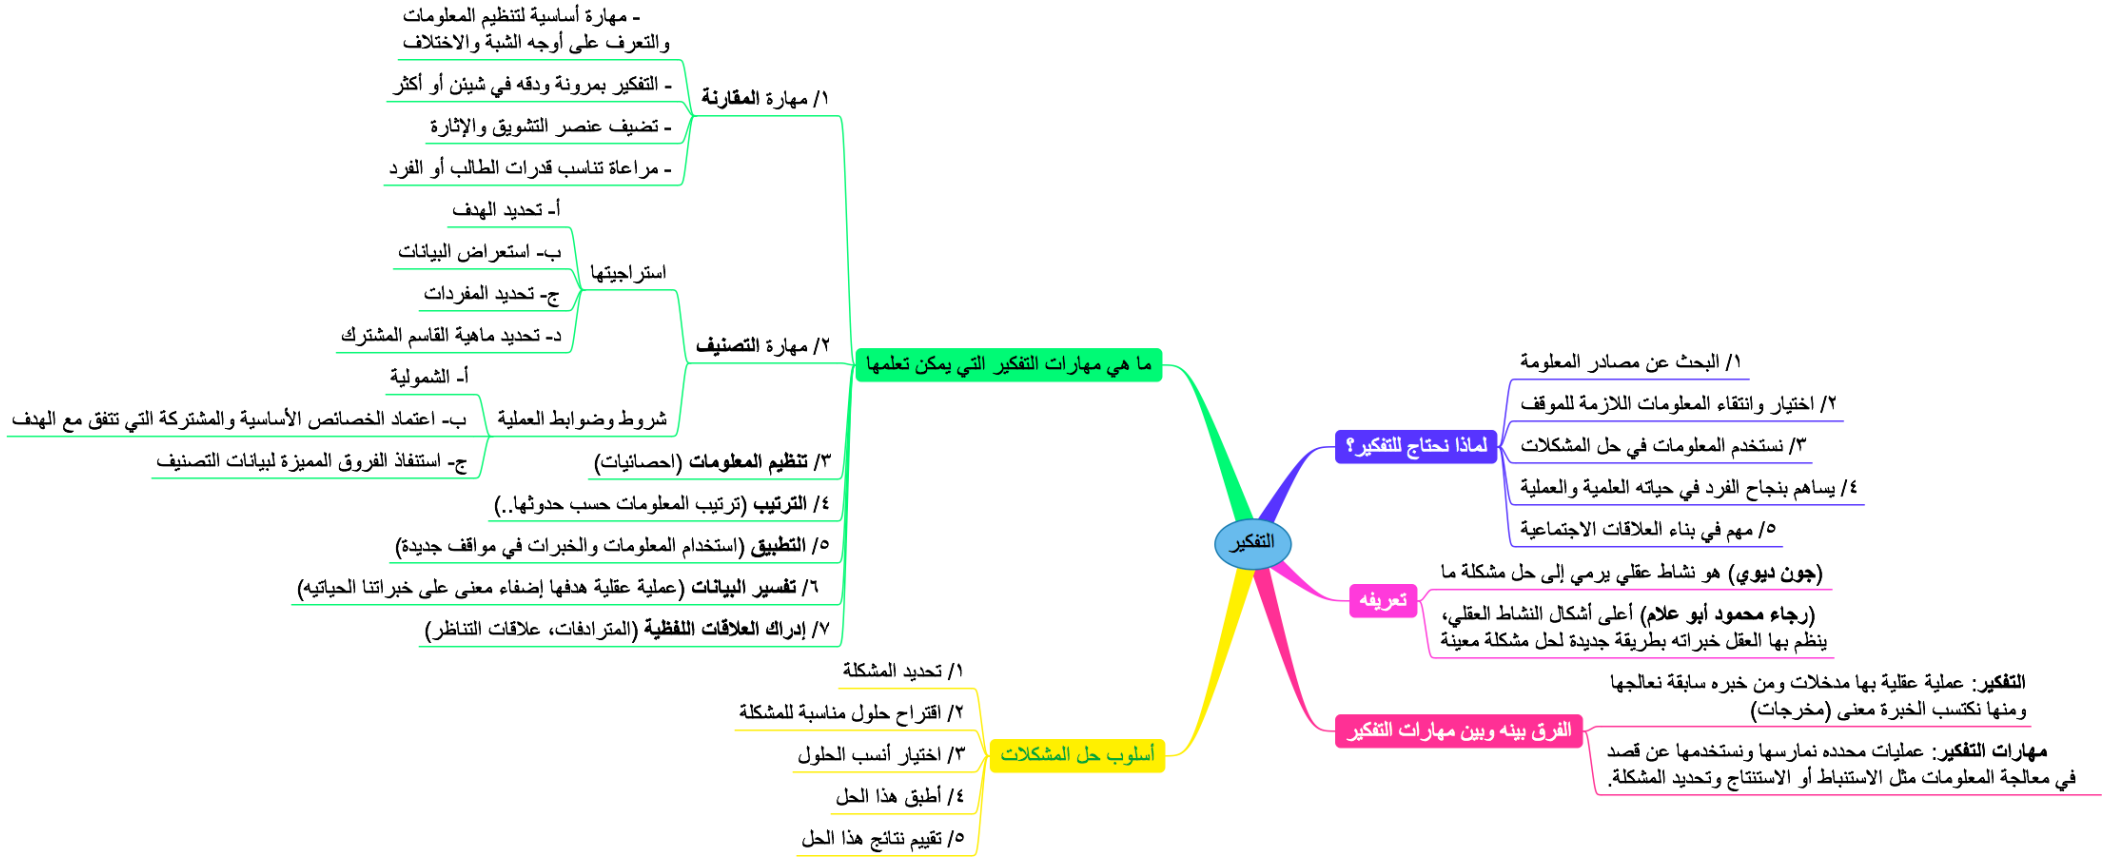 التفكير
لماذا نحتاج للتفكير؟
١/ البحث عن مصادر المعلومة
٢/ اختيار وانتقاء المعلومات اللازمة للموقف
٣/ نستخدم المعلومات في حل المشكلات
٤/ يساهم بنجاح الفرد في حياته العلمية والعملية
٥/ مهم في بناء العلاقات الاجتماعية
تعريفه
(جون ديوي) هو نشاط عقلي يرمي إلى حل مشكلة ما
(رجاء محمود أبو علام) أعلى أشكال النشاط العقلي،
ينظم بها العقل خبراته بطريقة جديدة لحل مشكلة معينة
الفرق بينه وبين مهارات التفكير
التفكير: عملية عقلية بها مدخلات ومن خبره سابقة نعالجها
ومنها نكتسب الخبرة معنى (مخرجات)
مهارات التفكير: عمليات محدده نمارسها ونستخدمها عن قصد
في معالجة المعلومات مثل الاستنباط أو الاستنتاج وتحديد المشكلة.
ما هي مهارات التفكير التي يمكن تعلمها
١/ مهارة المقارنة
- مهارة أساسية لتنظيم المعلومات
والتعرف على أوجه الشبة والاختلاف
- التفكير بمرونة ودقه في شيئن أو أكثر
- تضيف عنصر التشويق والإثارة
- مراعاة تناسب قدرات الطالب أو الفرد
٢/ مهارة التصنيف
استراجيتها
أ- تحديد الهدف
ب- استعراض البيانات
ج- تحديد المفردات
د- تحديد ماهية القاسم المشترك
شروط وضوابط العملية
أ- الشمولية
ب- اعتماد الخصائص الأساسية والمشتركة التي تتفق مع الهدف
ج- استنفاذ الفروق المميزة لبيانات التصنيف
٣/ تنظيم المعلومات (احصائيات)
٤/ الترتيب (ترتيب المعلومات حسب حدوثها..)
٥/ التطبيق (استخدام المعلومات والخبرات في مواقف جديدة)
٦/ تفسير البيانات (عملية عقلية هدفها إضفاء معنى على خبراتنا الحياتيه)
٧/ إدراك العلاقات اللفظية (المترادفات، علاقات التناظر)
أسلوب حل المشكلات
١/ تحديد المشكلة
٢/ اقتراح حلول مناسبة للمشكلة
٣/ اختيار أنسب الحلول
٤/ أطبق هذا الحل
٥/ تقييم نتائج هذا الحل